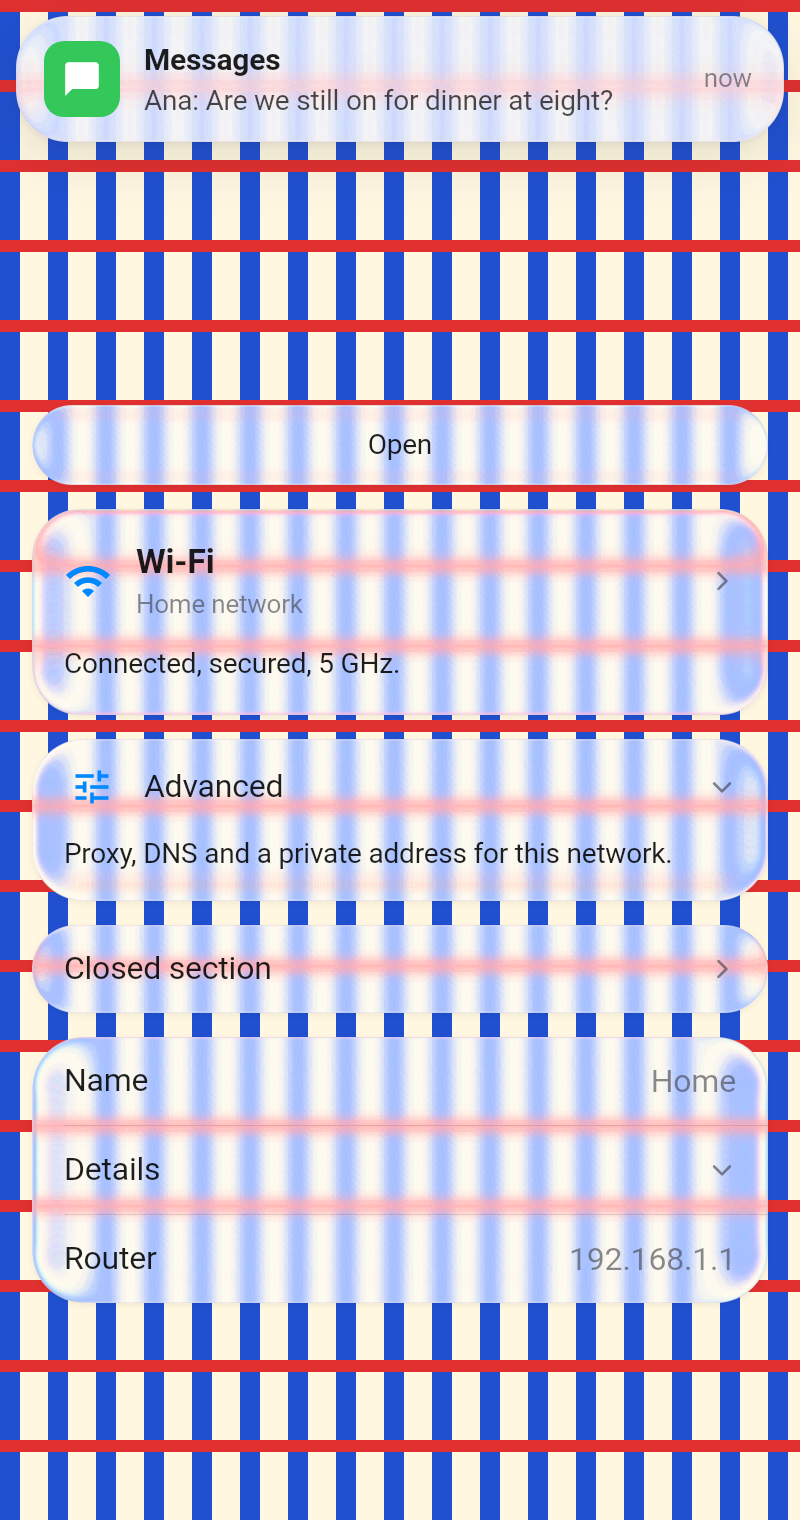 Messages
now
Ana: Are we still on for dinner at eight?
Open
Wi-Fi
Home network
Connected, secured, 5 GHz.
Advanced
Proxy, DNS and a private address for this network.
Closed section
Name
Home
Details
Router
192.168.1.1